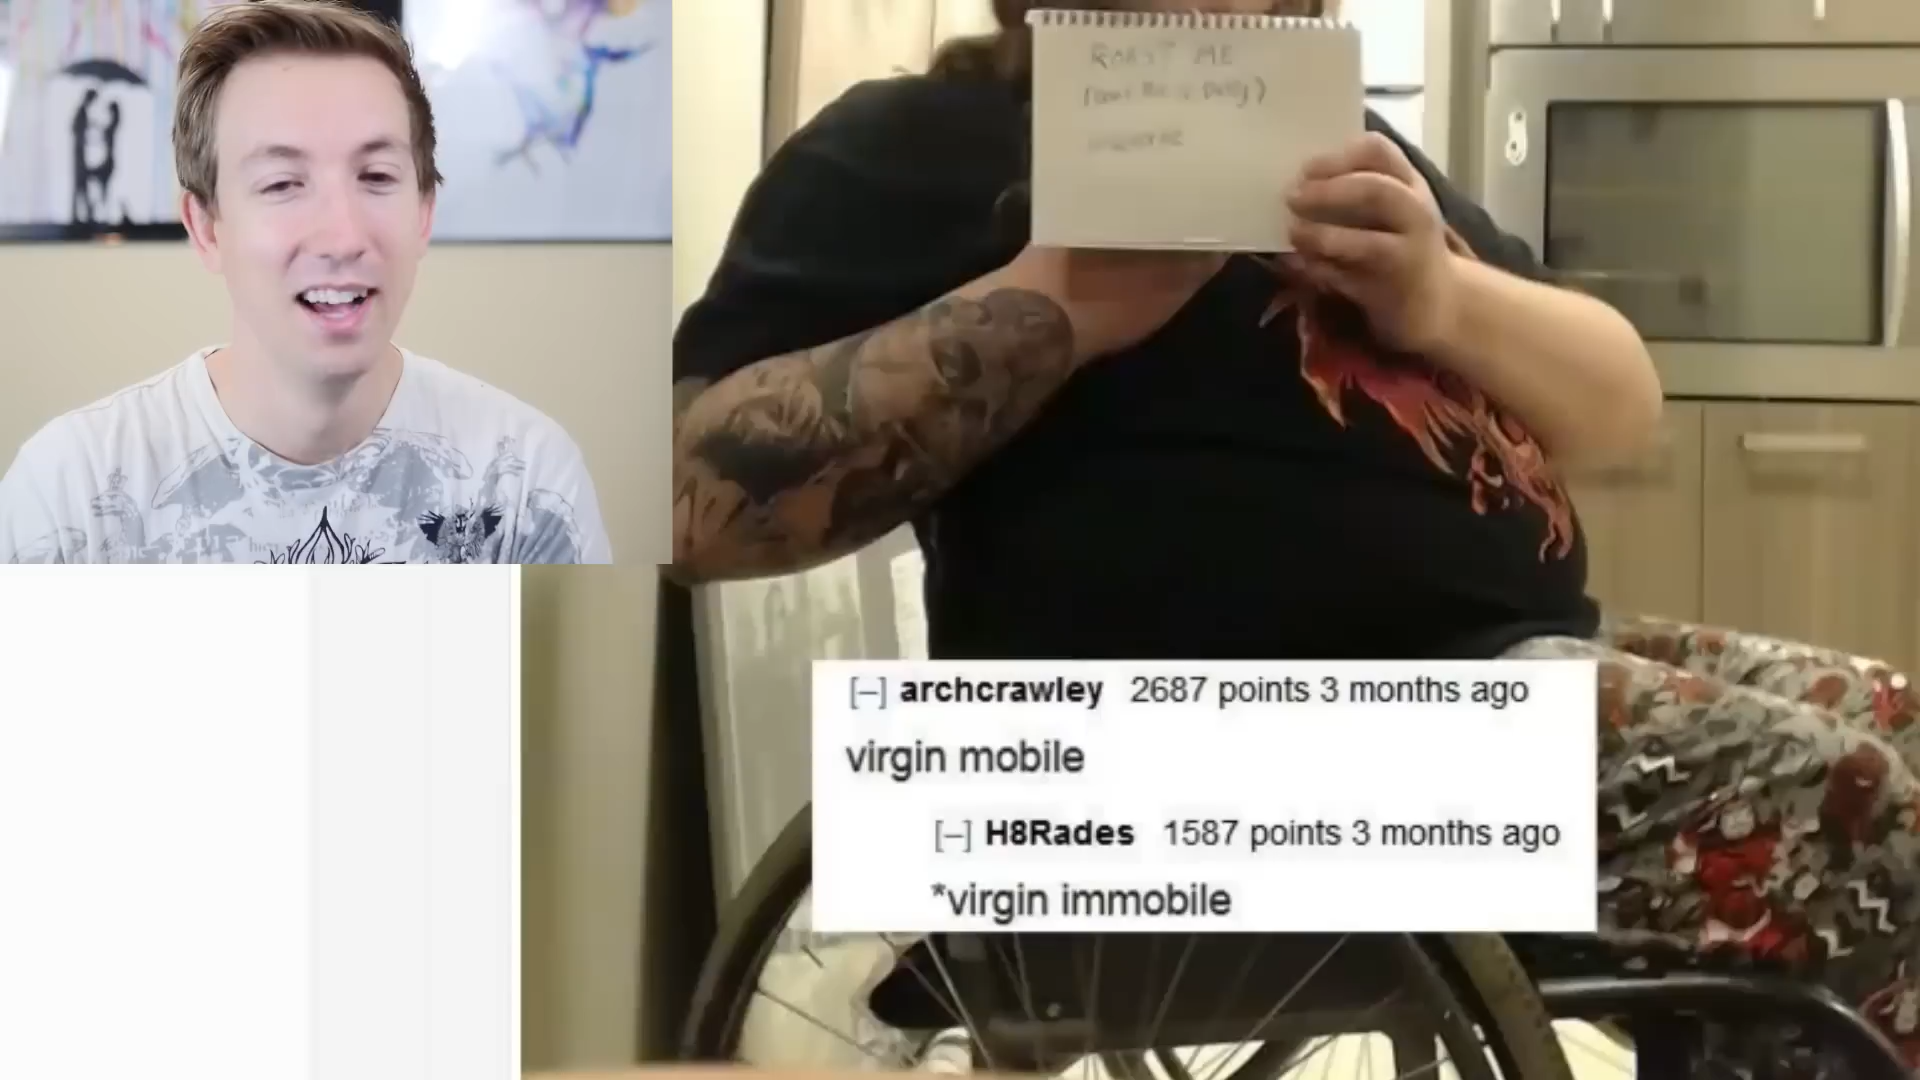 ROAST ME
[–] archcrawley 2687 points 3 months ago
virgin mobile
[–] H8Rades 1587 points 3 months ago
*virgin immobile